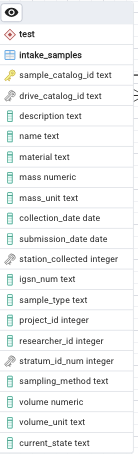 test
intake_samples
sample_catalog_id text
drive_catalog_id text
description text
name text
material text
mass numeric
mass_unit text
collection_date date
submission_date date
station_collected integer
igsn_num text
sample_type text
project_id integer
researcher_id integer
stratum_id_num integer
sampling_method text
volume numeric
volume_unit text
current_state text